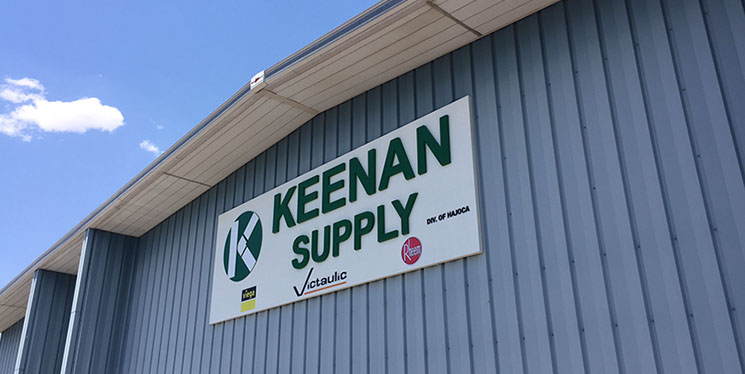 K
KEENAN
SUPPLY
DIV. OF HAJOCA
viega
Victaulic
Rheem